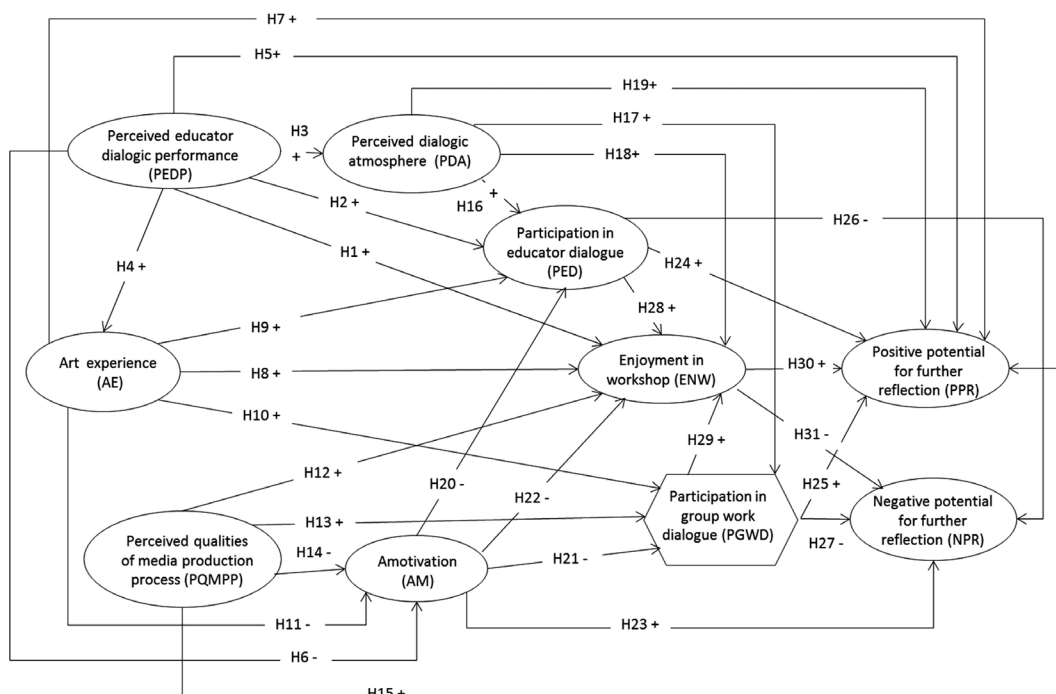 H7 +
H5+
H19+
H17 +
H3
+
H18+
Perceived educator
dialogic performance
(PEDP)
Perceived dialogic
atmosphere (PDA)
+
H16
H2 +
H26 -
Participation in
educator dialogue
(PED)
H1 +
H24 +
H4 +
H28 +
H9 +
Art experience
(AE)
H8 +
Enjoyment in
workshop (ENW)
H30 +
Positive potential
for further
reflection (PPR)
H10 +
H31 -
H29 +
H12 +
H20 -
H22 -
H25 +
Participation in
group work
dialogue (PGWD)
Negative potential
for further
reflection (NPR)
H13 +
Perceived qualities
of media production
process (PQMPP)
H14 -
H27 -
Amotivation
(AM)
H21 -
H11 -
H23 +
H6 -
H15 +